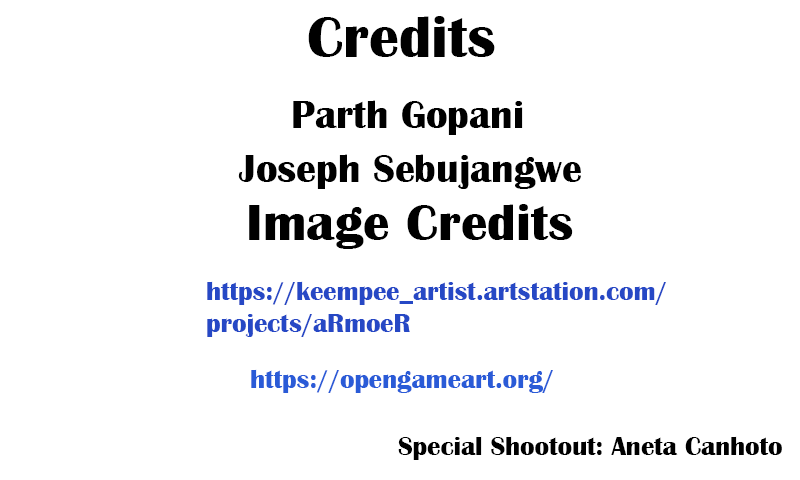 Credits
Parth Gopani
Joseph Sebujangwe
Image Credits
https://keempee_artist.artstation.com/
projects/aRmoeR
https://opengameart.org/
Special Shootout: Aneta Canhoto